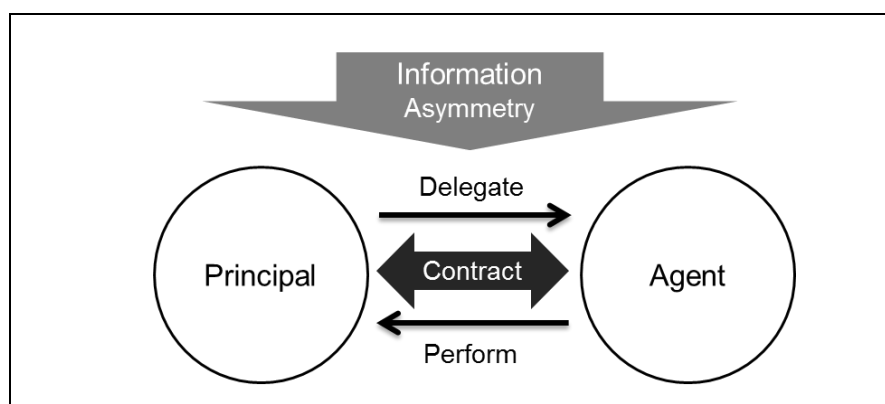 Information
Asymmetry
Delegate
Principal
Contract
Agent
Perform